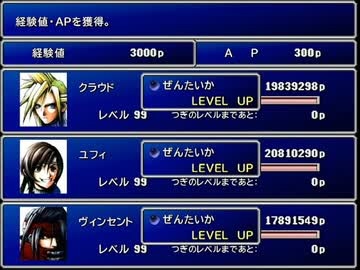 経験値・APを獲得。
経験値 3000p AP 300p
クラウド ぜんたいか 19839298p
LEVEL UP
レベル 99 つぎのレベルまであと: 0p
ユフィ ぜんたいか 20810290p
LEVEL UP
レベル 99 つぎのレベルまであと: 0p
ヴィンセント ぜんたいか 17891549p
LEVEL UP
レベル 99 つぎのレベルまであと: 0p